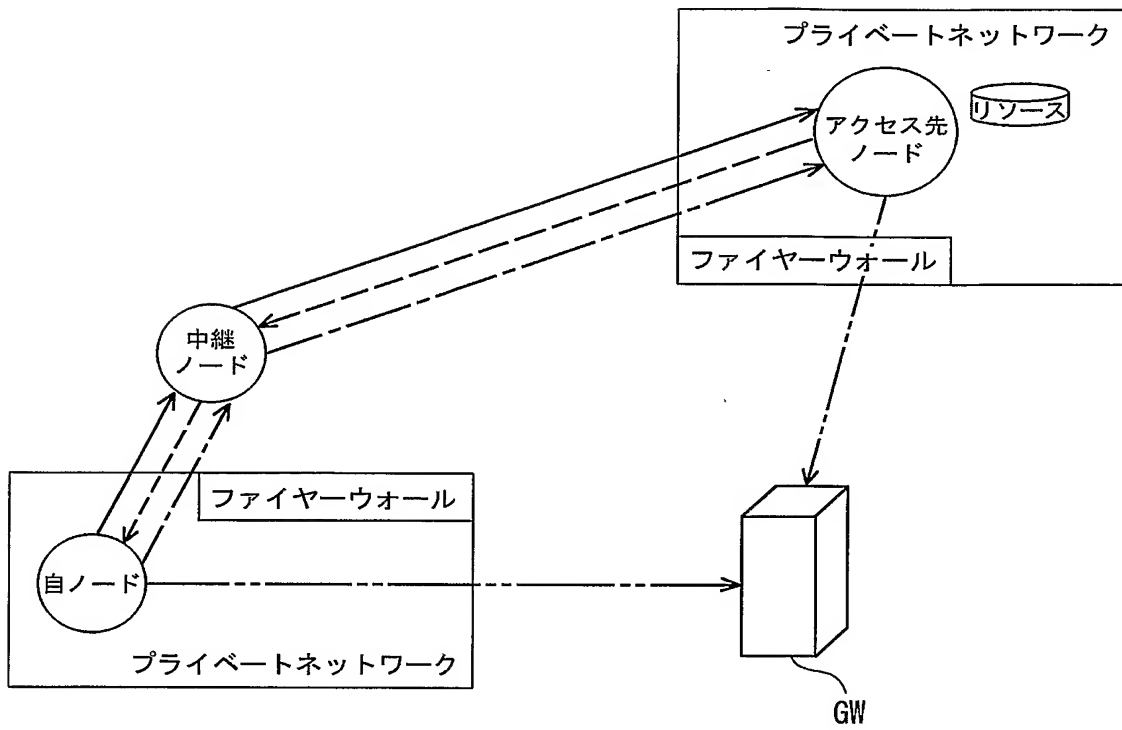 プライベートネットワーク
アクセス先
ノード
リソース
ファイヤーウォール
中継
ノード
ファイヤーウォール
自ノード
プライベートネットワーク
GW